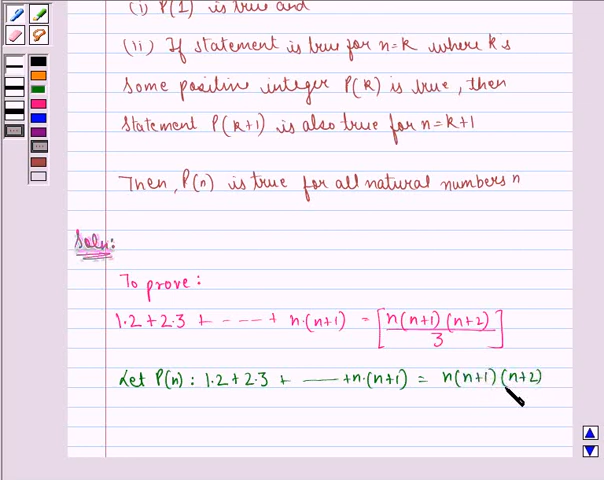 (i) P(1) is true and
(ii) If statement is true for n=k where k s
some positive integer P(k) is true, then
statement P(k+1) is also true for n=k+1
Then, P(n) is true for all natural numbers n
Soln:
To prove:
1.2+2.3 + ---- + n.(n+1) = [n(n+1)(n+2)/3]
Let P(n): 1.2+2.3 + —— +n.(n+1) = n(n+1)(n+2)